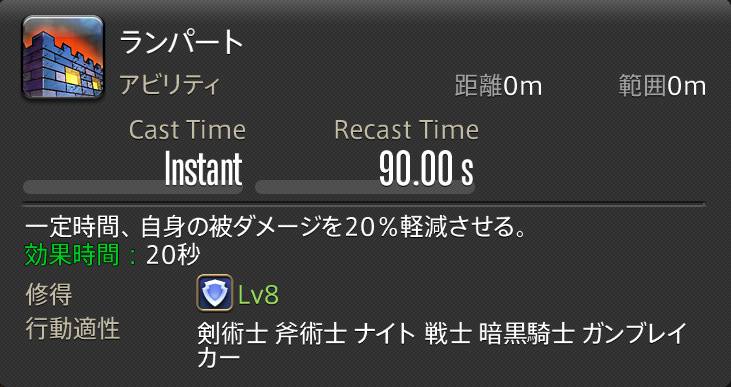 ランパート
アビリティ 距離0m 範囲0m
Cast Time Recast Time
Instant 90.00 s
一定時間、自身の被ダメージを20％軽減させる。
効果時間：20秒
修得 Lv8
行動適性 剣術士 斧術士 ナイト 戦士 暗黒騎士 ガンブレイ
カー